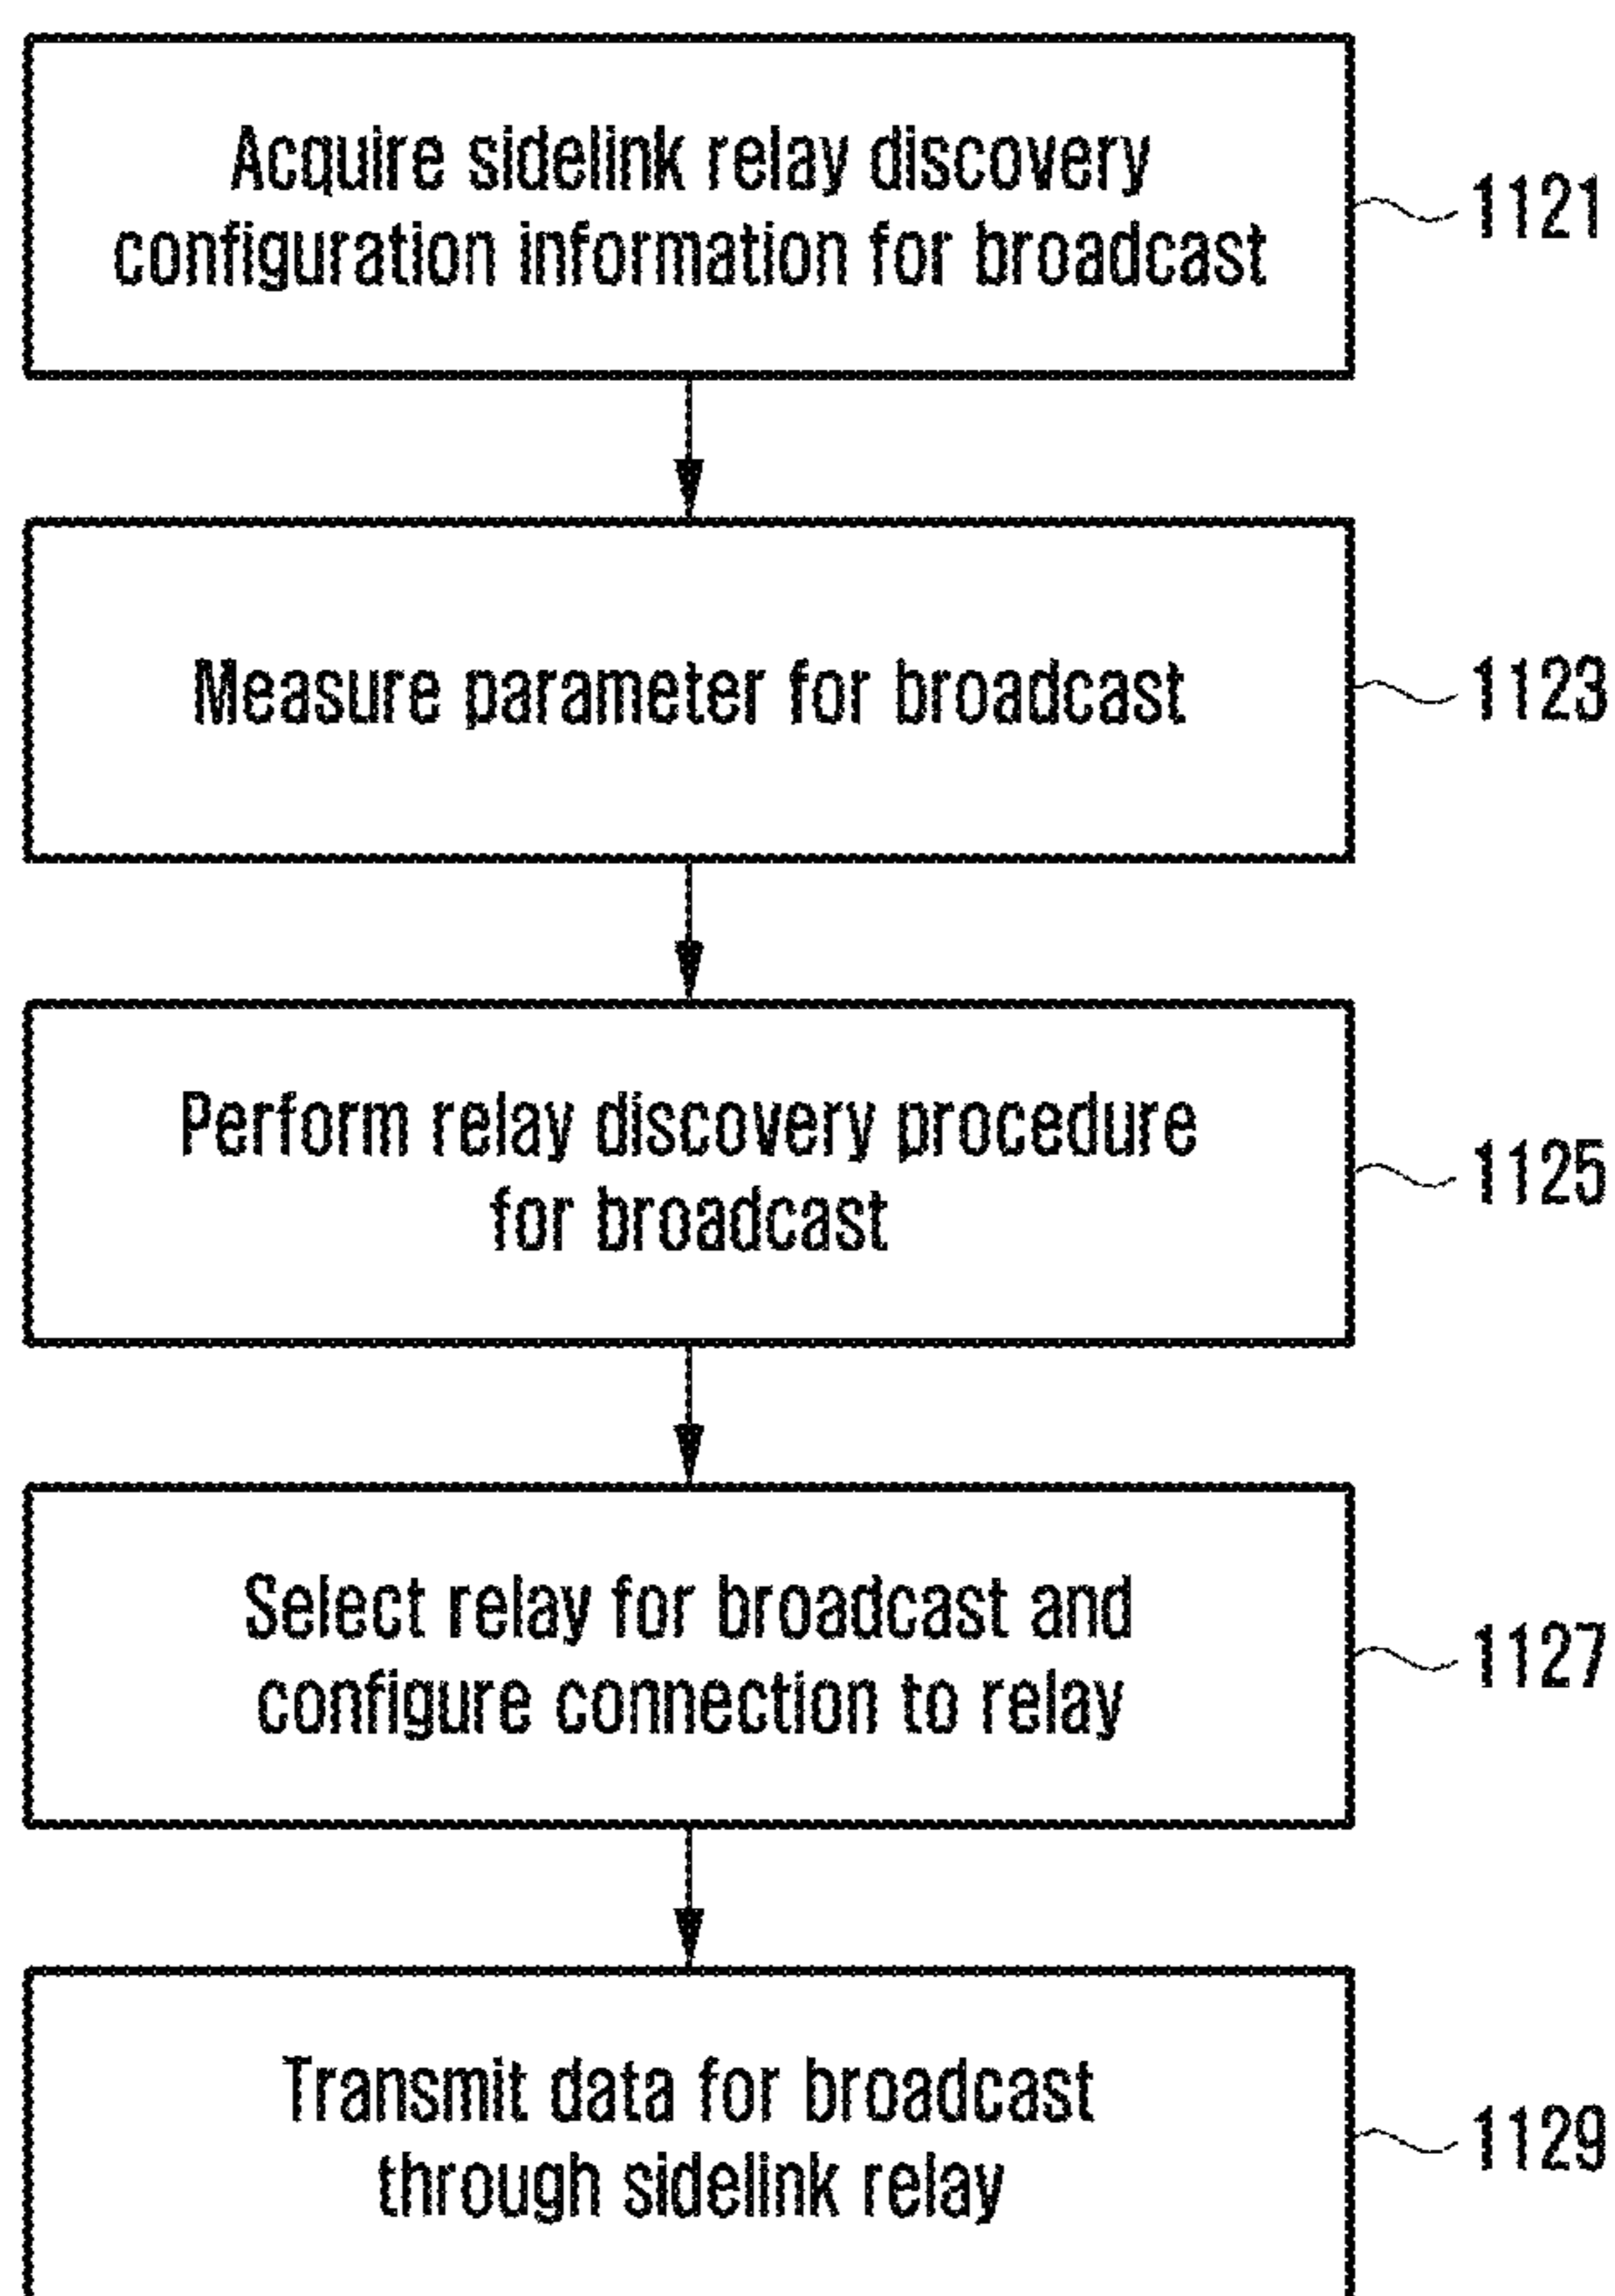 Acquire sidelink relay discovery
configuration information for broadcast
1121
Measure parameter for broadcast
1123
Perform relay discovery procedure
for broadcast
1125
Select relay for broadcast and
configure connection to relay
1127
Transmit data for broadcast
through sidelink relay
1129